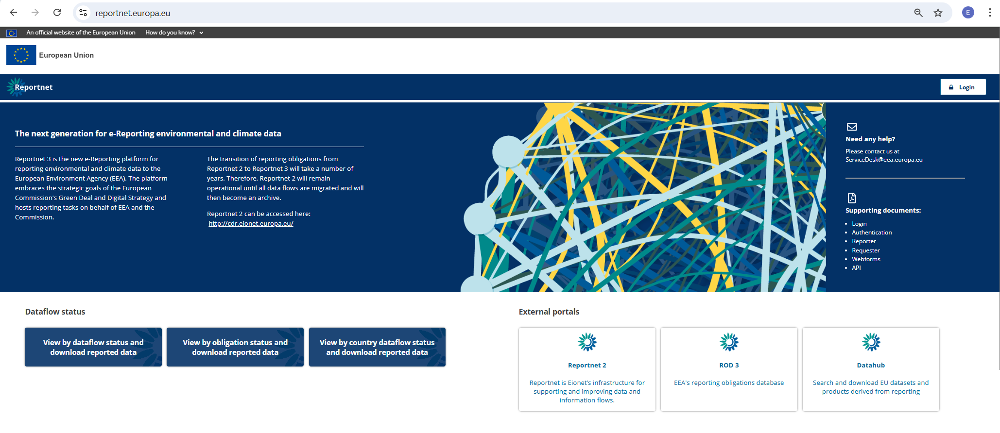 reportnet.europa.eu
E
An official website of the European Union How do you know?
European Union
Reportnet
Login
The next generation for e-Reporting environmental and climate data
Reportnet 3 is the new e-Reporting platform for
reporting environmental and climate data to the
European Environment Agency (EEA). The platform
embraces the strategic goals of the European
Commission's Green Deal and Digital Strategy and
hosts reporting tasks on behalf of EEA and the
Commission.
The transition of reporting obligations from
Reportnet 2 to Reportnet 3 will take a number of
years. Therefore, Reportnet 2 will remain
operational until all data flows are migrated and will
then become an archive.
Reportnet 2 can be accessed here:
http://cdr.eionet.europa.eu/
Need any help?
Please contact us at
ServiceDesk@eea.europa.eu
Supporting documents:
• Login
• Authentication
• Reporter
• Requester
• Webforms
• API
Dataflow status
View by dataflow status and
download reported data
View by obligation status and
download reported data
View by country dataflow status
and download reported data
External portals
Reportnet 2
Reportnet is Eionet’s infrastructure for
supporting and improving data and
information flows.
ROD 3
EEA's reporting obligations database
Datahub
Search and download EU datasets and
products derived from reporting